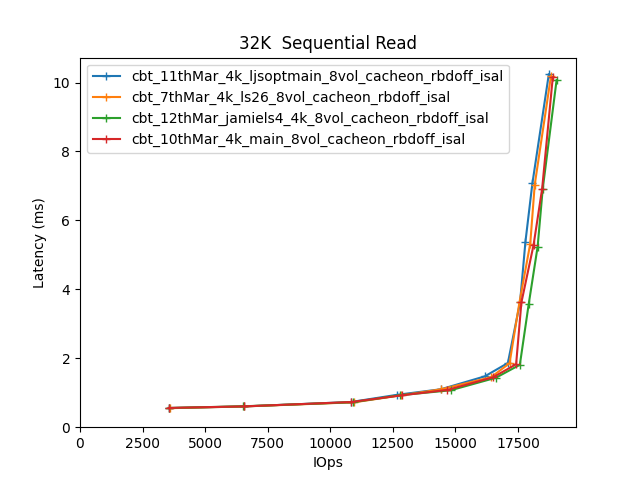 32K  Sequential Read
cbt_11thMar_4k_ljsoptmain_8vol_cacheon_rbdoff_isal
cbt_7thMar_4k_ls26_8vol_cacheon_rbdoff_isal
cbt_12thMar_jamiels4_4k_8vol_cacheon_rbdoff_isal
cbt_10thMar_4k_main_8vol_cacheon_rbdoff_isal
Latency (ms)
10
8
6
4
2
0
0 2500 5000 7500 10000 12500 15000 17500
IOps